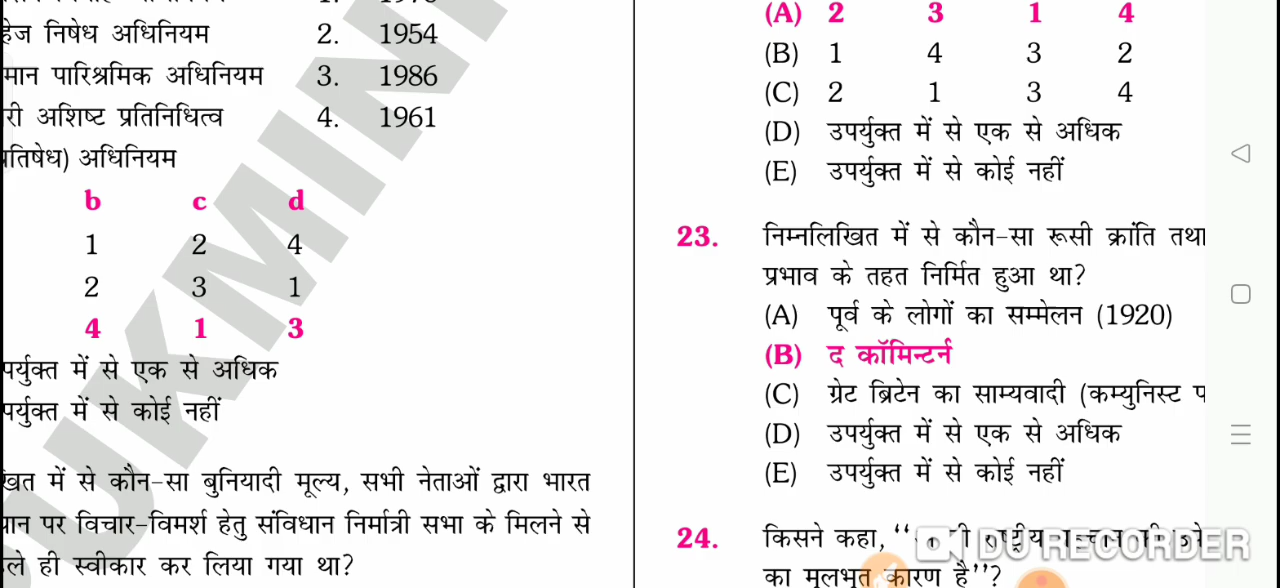 हेज निषेध अधिनियम 2. 1954
मान पारिश्रमिक अधिनियम 3. 1986
री अशिष्ट प्रतिनिधित्व 4. 1961
प्रतिषेध) अधिनियम
b c d
1 2 4
2 3 1
4 1 3
पर्युक्त में से एक से अधिक
पर्युक्त में से कोई नहीं
खित में से कौन-सा बुनियादी मूल्य, सभी नेताओं द्वारा भारत
धान पर विचार-विमर्श हेतु संविधान निर्मात्री सभा के मिलने से
हले ही स्वीकार कर लिया गया था?
(A) 2 3 1 4
(B) 1 4 3 2
(C) 2 1 3 4
(D) उपर्युक्त में से एक से अधिक
(E) उपर्युक्त में से कोई नहीं
23. निम्नलिखित में से कौन-सा रूसी क्रांति तथा
प्रभाव के तहत निर्मित हुआ था?
(A) पूर्व के लोगों का सम्मेलन (1920)
(B) द कॉमिन्टर्न
(C) ग्रेट ब्रिटेन का साम्यवादी (कम्युनिस्ट प
(D) उपर्युक्त में से एक से अधिक
(E) उपर्युक्त में से कोई नहीं
24. किसने कहा, राष्ट्रीय
का मूलभूत कारण है’’?
DU RECORDER